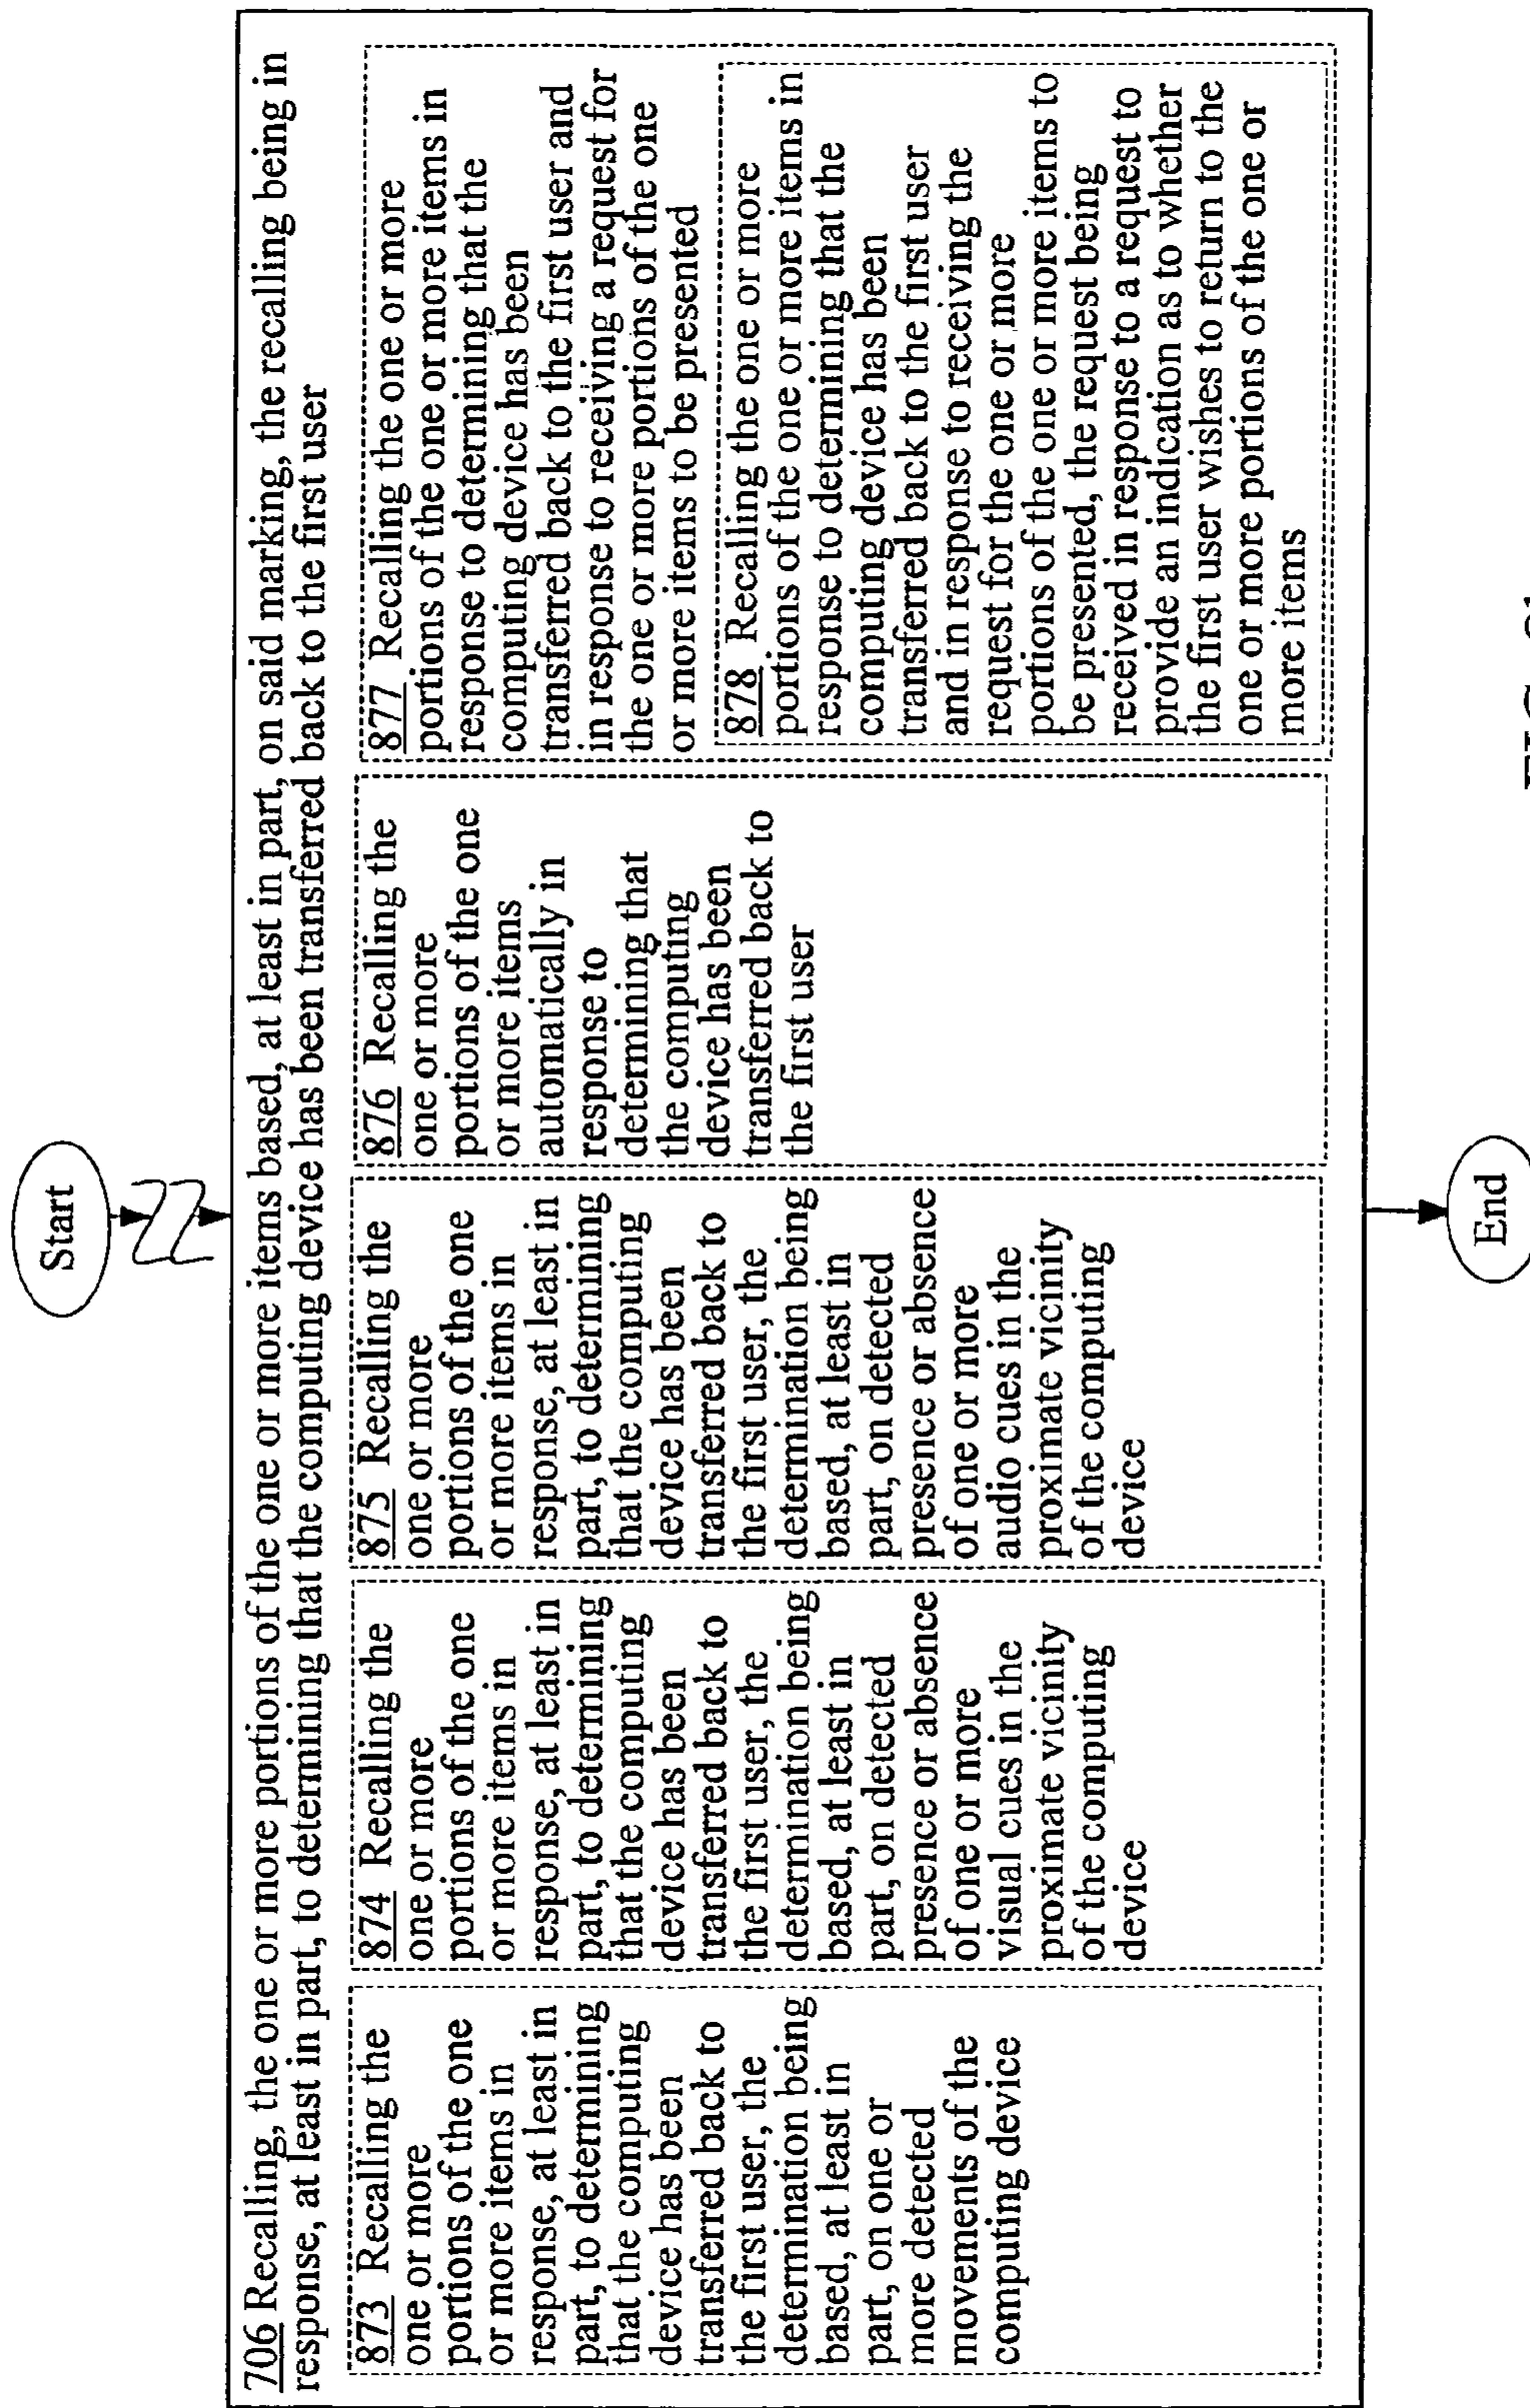 Start
706 Recalling, the one or more portions of the one or more items based, at least in part, on said marking, the recalling being in
response, at least in part, to determining that the computing device has been transferred back to the first user
873 Recalling the
one or more
portions of the one
or more items in
response, at least in
part, to determining
that the computing
device has been
transferred back to
the first user, the
determination being
based, at least in
part, on one or
more detected
movements of the
computing device
874 Recalling the
one or more
portions of the one
or more items in
response, at least in
part, to determining
that the computing
device has been
transferred back to
the first user, the
determination being
based, at least in
part, on detected
presence or absence
of one or more
visual cues in the
proximate vicinity
of the computing
device
875 Recalling the
one or more
portions of the one
or more items in
response, at least in
part, to determining
that the computing
device has been
transferred back to
the first user, the
determination being
based, at least in
part, on detected
presence or absence
of one or more
audio cues in the
proximate vicinity
of the computing
device
876 Recalling the
one or more
portions of the one
or more items
automatically in
response to
determining that
the computing
device has been
transferred back to
the first user
877 Recalling the one or more
portions of the one or more items in
response to determining that the
computing device has been
transferred back to the first user and
in response to receiving a request for
the one or more portions of the one
or more items to be presented
878 Recalling the one or more
portions of the one or more items in
response to determining that the
computing device has been
transferred back to the first user
and in response to receiving the
request for the one or more
portions of the one or more items to
be presented, the request being
received in response to a request to
provide an indication as to whether
the first user wishes to return to the
one or more portions of the one or
more items
End